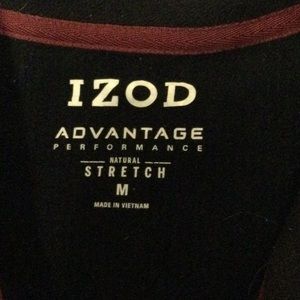 IZOD
ADVANTAGE
PERFORMANCE
NATURAL
STRETCH
M
MADE IN VIETNAM